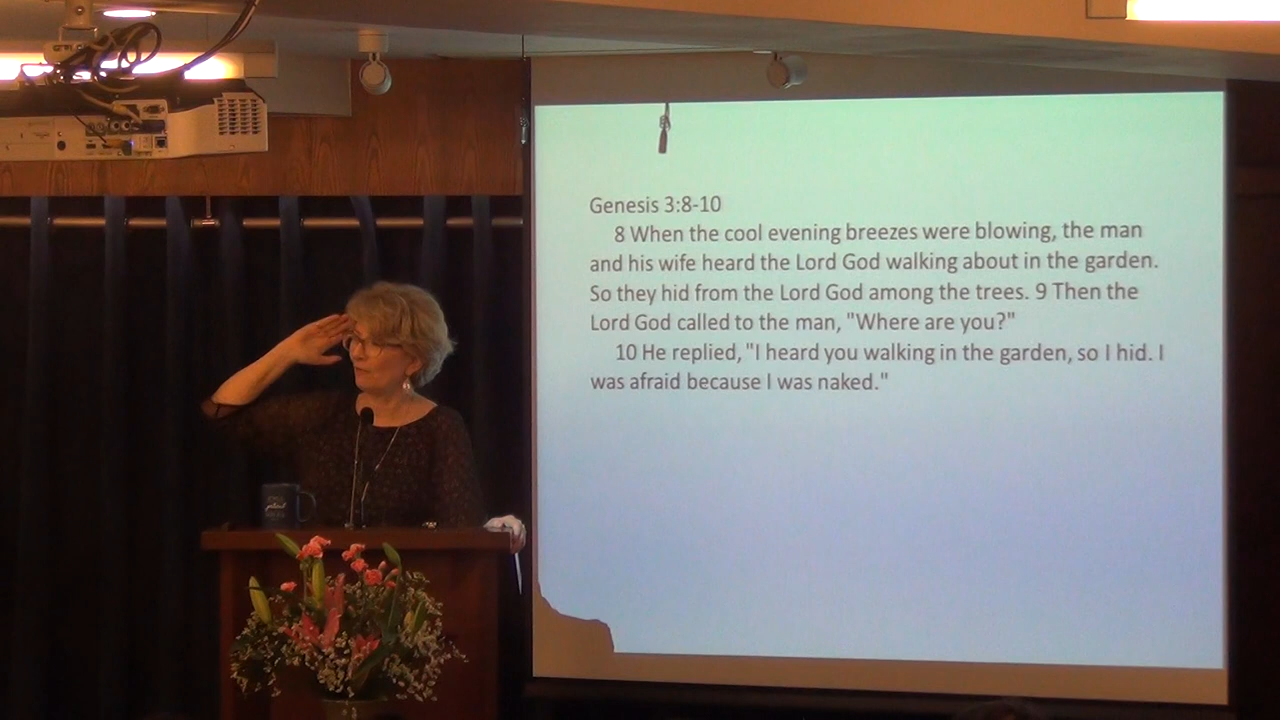 Genesis 3:8-10
8 When the cool evening breezes were blowing, the man
and his wife heard the Lord God walking about in the garden.
So they hid from the Lord God among the trees. 9 Then the
Lord God called to the man, "Where are you?"
10 He replied, "I heard you walking in the garden, so I hid. I
was afraid because I was naked."